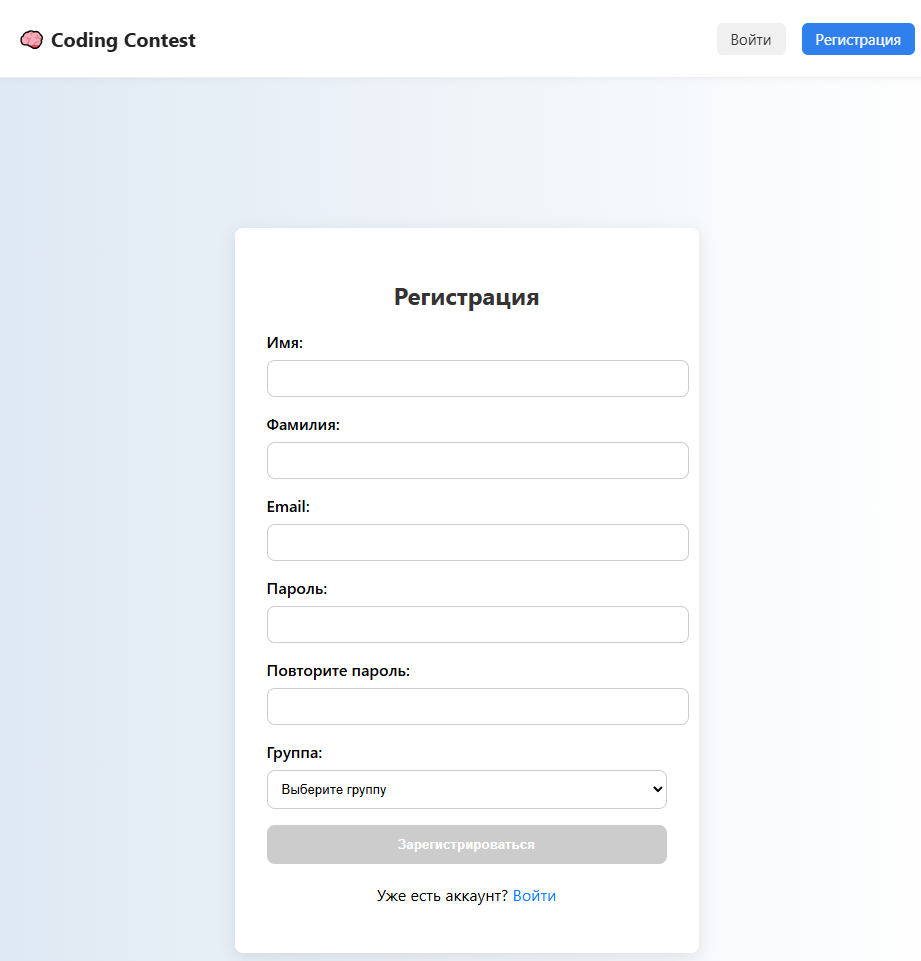 Coding Contest
Войти
Регистрация
Регистрация
Имя:
Фамилия:
Email:
Пароль:
Повторите пароль:
Группа:
Выберите группу
Зарегистрироваться
Уже есть аккаунт? Войти